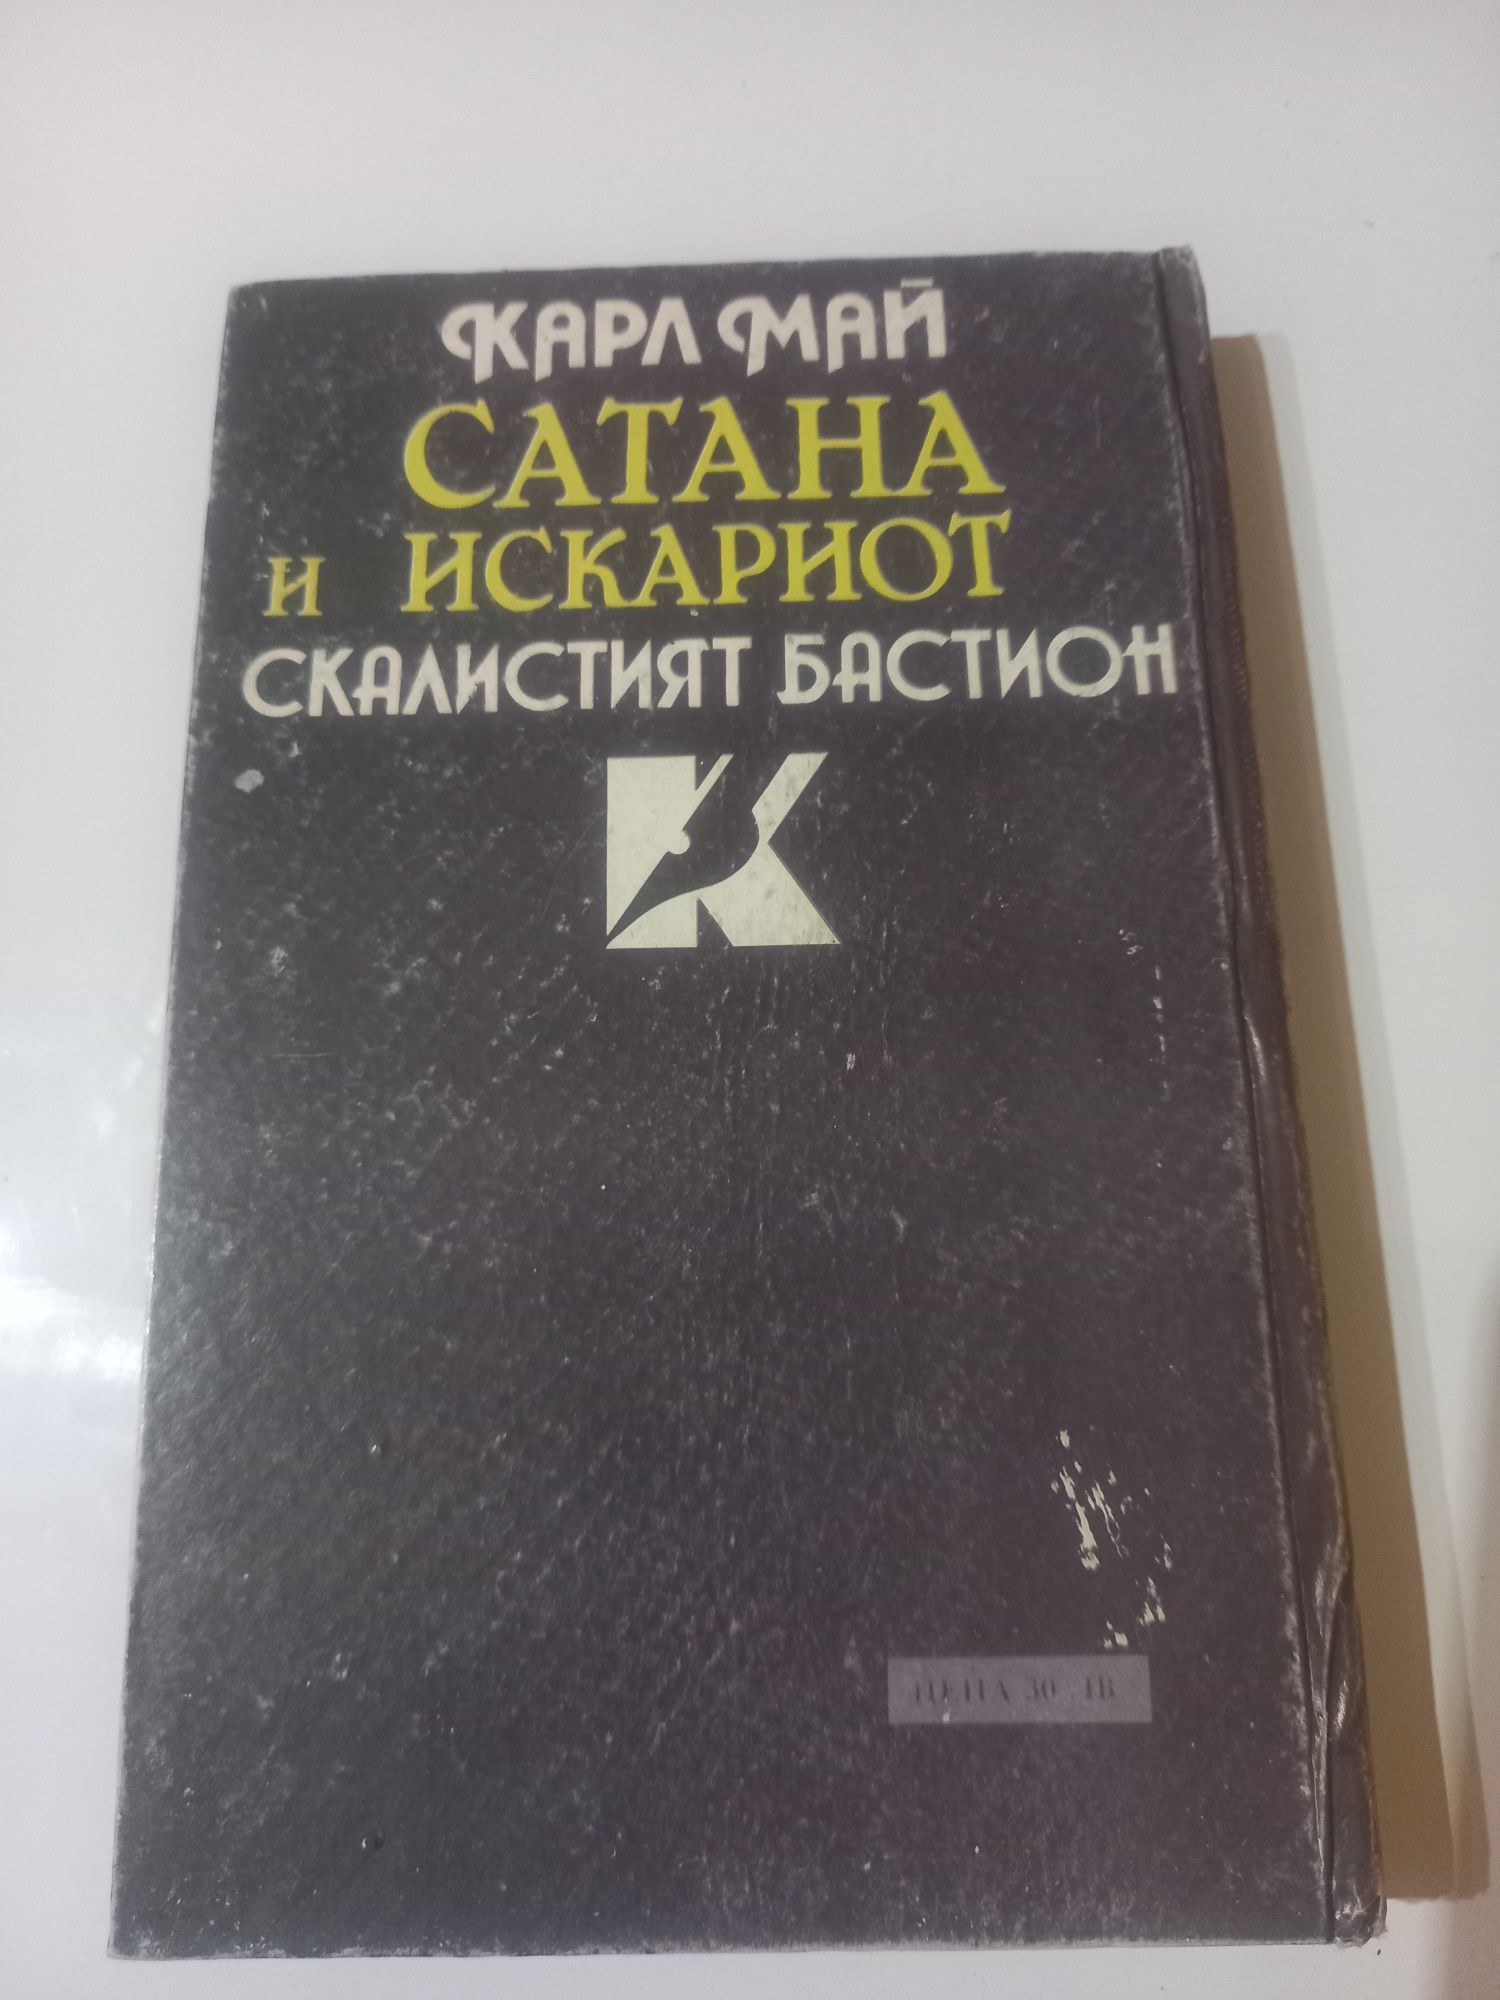 КАРЛ МАЙ
САТАНА
И ИСКАРИОТ
СКАЛИСТИЯТ БАСТИОН
К
ЦЕНА 30 ЛВ